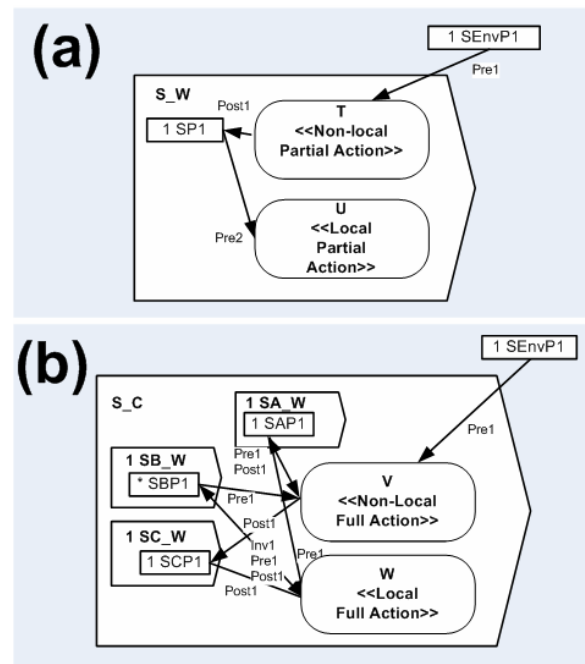 (a)
1 SEnvP1
Pre1
S_W
Post1
T
1 SP1
<<Non-local
Partial Action>>
U
Pre2
<<Local
Partial
Action>>
(b)
1 SEnvP1
S_C
1 SA_W
1 SAP1
Pre1
Pre1
Post1
1 SB_W
* SBP1
Pre1
V
<<Non-Local
Full Action>>
1 SC_W
Post1
Inv1
Pre1
Pre1
1 SCP1
Post1
Post1
W
<<Local
Full Action>>